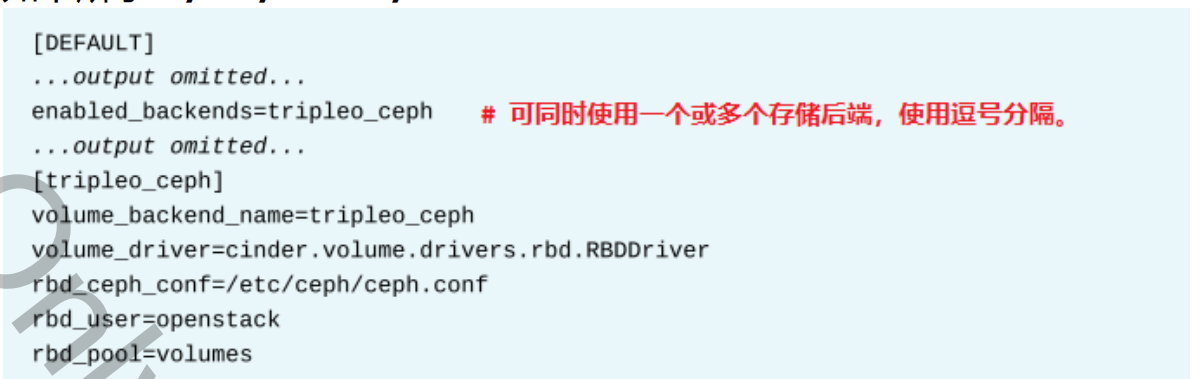 [DEFAULT]
...output omitted...
enabled_backends=tripleo_ceph # 可同时使用一个或多个存储后端，使用逗号分隔。
...output omitted...
[tripleo_ceph]
volume_backend_name=tripleo_ceph
volume_driver=cinder.volume.drivers.rbd.RBDDriver
rbd_ceph_conf=/etc/ceph/ceph.conf
rbd_user=openstack
rbd_pool=volumes